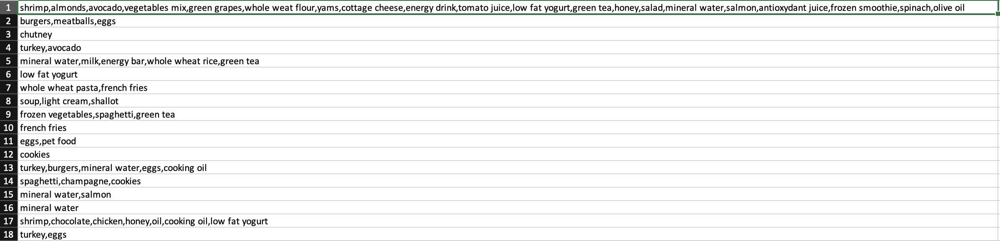 1 shrimp,almonds,avocado,vegetables mix,green grapes,whole weat flour,yams,cottage cheese,energy drink,tomato juice,low fat yogurt,green tea,honey,salad,mineral water,salmon,antioxydant juice,frozen smoothie,spinach,olive oil
2 burgers,meatballs,eggs
3 chutney
4 turkey,avocado
5 mineral water,milk,energy bar,whole wheat rice,green tea
6 low fat yogurt
7 whole wheat pasta,french fries
8 soup,light cream,shallot
9 frozen vegetables,spaghetti,green tea
10 french fries
11 eggs,pet food
12 cookies
13 turkey,burgers,mineral water,eggs,cooking oil
14 spaghetti,champagne,cookies
15 mineral water,salmon
16 mineral water
17 shrimp,chocolate,chicken,honey,oil,cooking oil,low fat yogurt
18 turkey,eggs